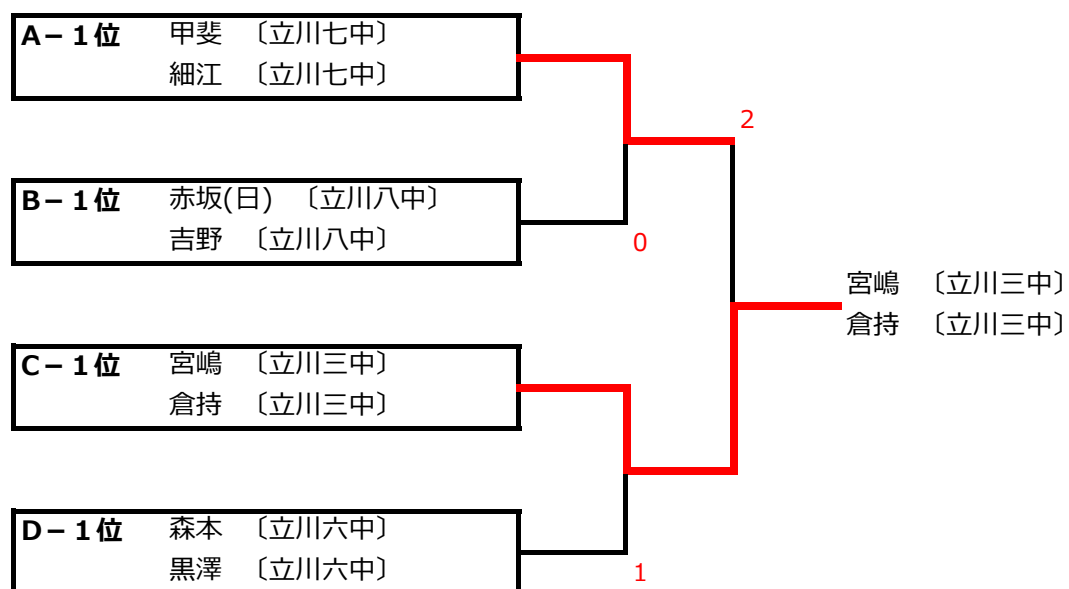 A－１位 甲斐 〔立川七中〕
細江 〔立川七中〕
2
B－１位 赤坂(日) 〔立川八中〕
吉野 〔立川八中〕
0
宮嶋 〔立川三中〕
倉持 〔立川三中〕
C－１位 宮嶋 〔立川三中〕
倉持 〔立川三中〕
D－１位 森本 〔立川六中〕
黒澤 〔立川六中〕
1